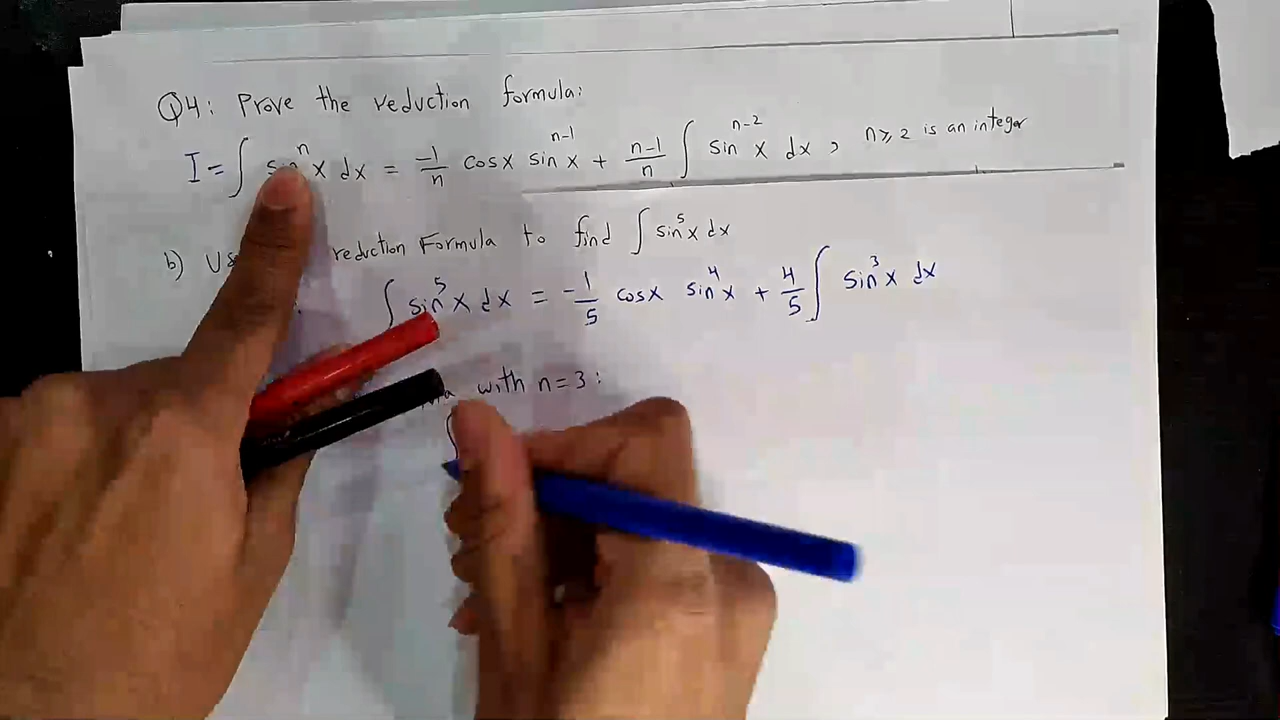 Q4: Prove the reduction formula:
I = ∫ sinⁿx dx = -1/n cosx sinⁿ⁻¹x + n-1/n ∫ sinⁿ⁻²x dx , n ≥ 2 is an integer
b) reduction Formula to find ∫ sin⁵x dx
∫ sin⁵x dx = -1/5 cosx sin⁴x + 4/5 ∫ sin³x dx
with n = 3 :
∫